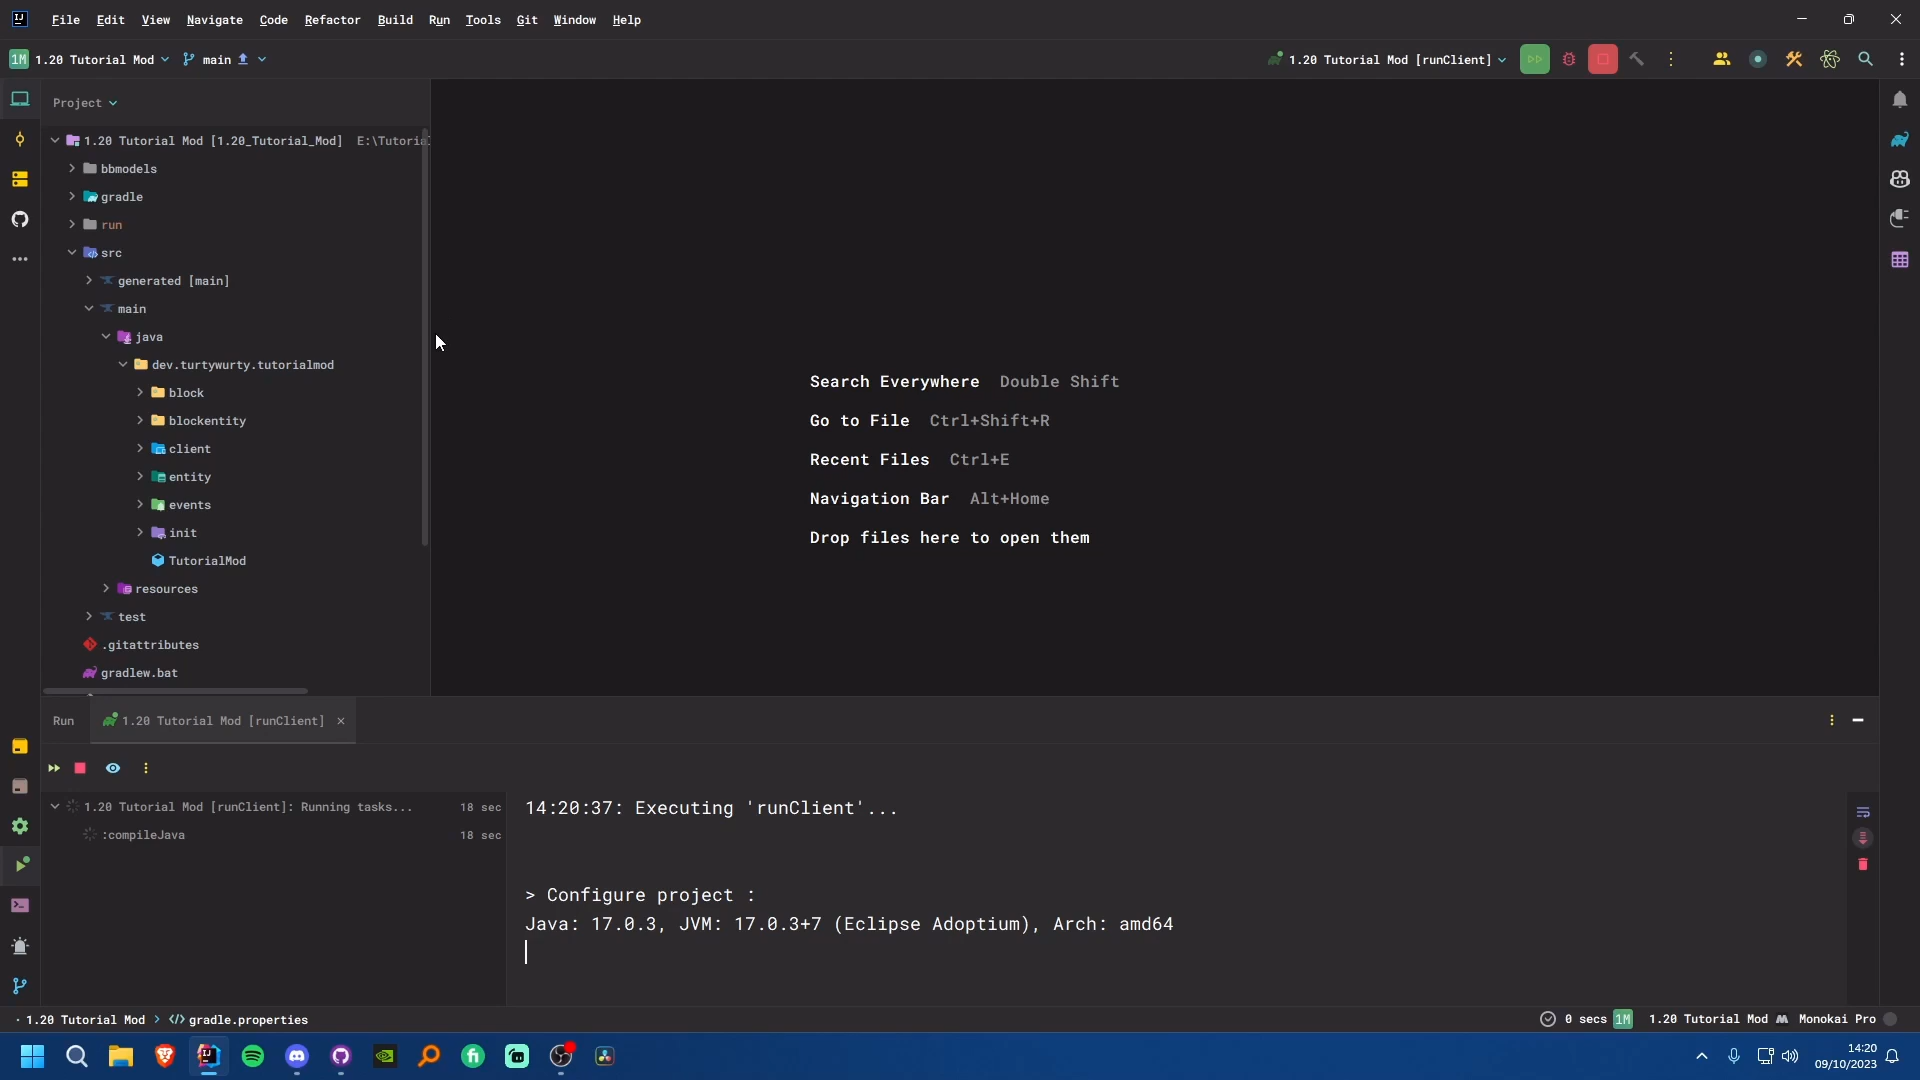 File Edit View Navigate Code Refactor Build Run Tools Git Window Help
1M 1.20 Tutorial Mod main 1.20 Tutorial Mod [runClient]
Project
1.20 Tutorial Mod [1.20_Tutorial_Mod] E:\Tutorial
bbmodels
gradle
run
src
generated [main]
main
java
dev.turtywurty.tutorialmod
block
blockentity
client
entity
events
init
TutorialMod
resources
test
.gitattributes
gradlew.bat
Search Everywhere Double Shift
Go to File Ctrl+Shift+R
Recent Files Ctrl+E
Navigation Bar Alt+Home
Drop files here to open them
Run 1.20 Tutorial Mod [runClient]
1.20 Tutorial Mod [runClient]: Running tasks... 18 sec
:compileJava 18 sec
14:20:37: Executing 'runClient'...
> Configure project :
Java: 17.0.3, JVM: 17.0.3+7 (Eclipse Adoptium), Arch: amd64
1.20 Tutorial Mod > gradle.properties
0 secs 1M 1.20 Tutorial Mod Monokai Pro
14:20
09/10/2023